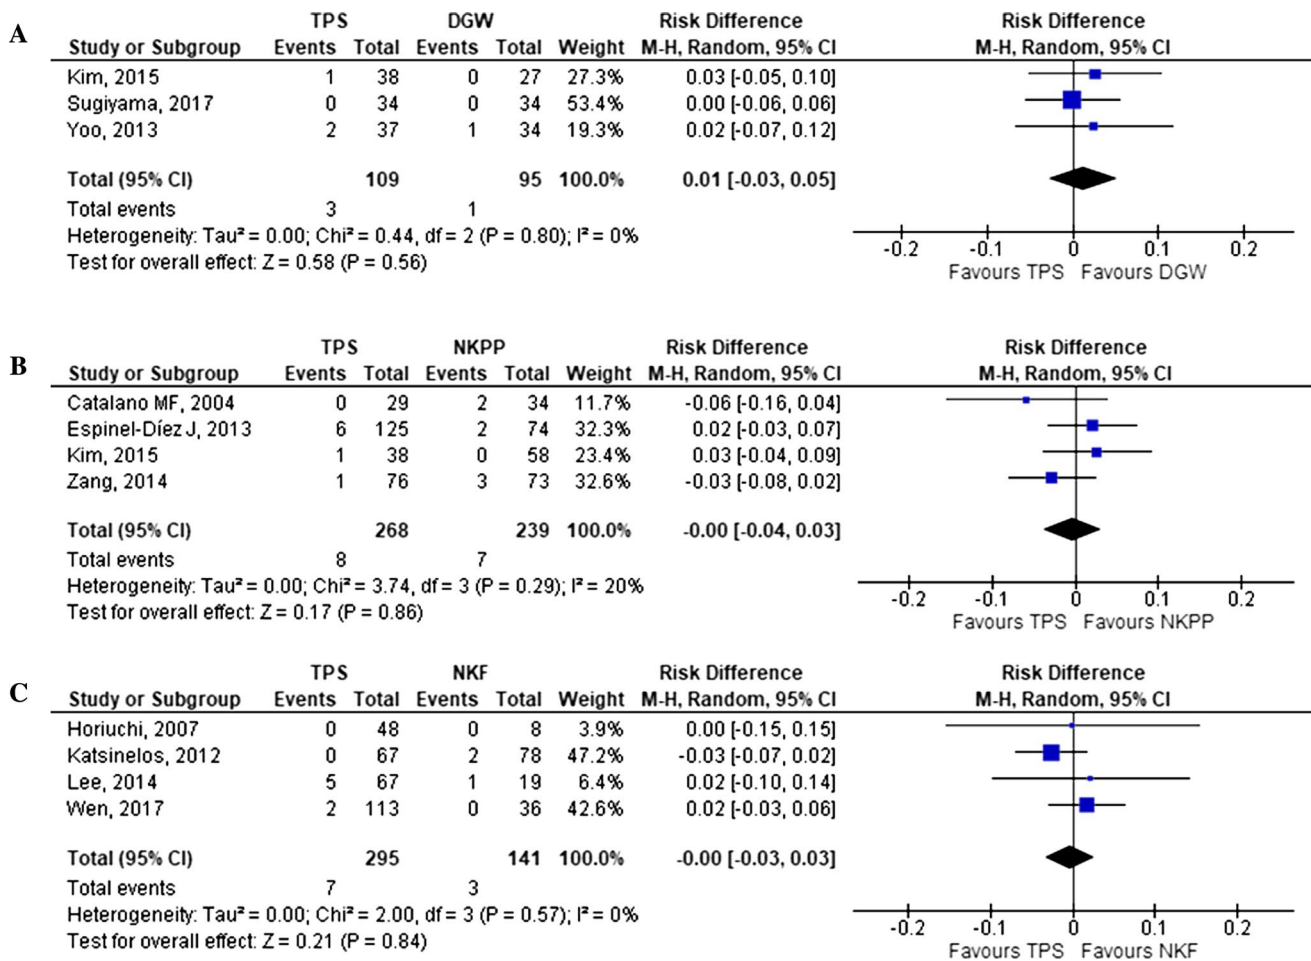 A
TPS DGW Risk Difference Risk Difference
Study or Subgroup Events Total Events Total Weight M-H, Random, 95% CI M-H, Random, 95% CI
Kim, 2015 1 38 0 27 27.3% 0.03 [-0.05, 0.10]
Sugiyama, 2017 0 34 0 34 53.4% 0.00 [-0.06, 0.06]
Yoo, 2013 2 37 1 34 19.3% 0.02 [-0.07, 0.12]
Total (95% CI) 109 95 100.0% 0.01 [-0.03, 0.05]
Total events 3 1
Heterogeneity: Tau² = 0.00; Chi² = 0.44, df = 2 (P = 0.80); I² = 0%
Test for overall effect: Z = 0.58 (P = 0.56)
-0.2 -0.1 0 0.1 0.2
Favours TPS Favours DGW
B
TPS NKPP Risk Difference Risk Difference
Study or Subgroup Events Total Events Total Weight M-H, Random, 95% CI M-H, Random, 95% CI
Catalano MF, 2004 0 29 2 34 11.7% -0.06 [-0.16, 0.04]
Espinel-Díez J, 2013 6 125 2 74 32.3% 0.02 [-0.03, 0.07]
Kim, 2015 1 38 0 58 23.4% 0.03 [-0.04, 0.09]
Zang, 2014 1 76 3 73 32.6% -0.03 [-0.08, 0.02]
Total (95% CI) 268 239 100.0% -0.00 [-0.04, 0.03]
Total events 8 7
Heterogeneity: Tau² = 0.00; Chi² = 3.74, df = 3 (P = 0.29); I² = 20%
Test for overall effect: Z = 0.17 (P = 0.86)
-0.2 -0.1 0 0.1 0.2
Favours TPS Favours NKPP
C
TPS NKF Risk Difference Risk Difference
Study or Subgroup Events Total Events Total Weight M-H, Random, 95% CI M-H, Random, 95% CI
Horiuchi, 2007 0 48 0 8 3.9% 0.00 [-0.15, 0.15]
Katsinelos, 2012 0 67 2 78 47.2% -0.03 [-0.07, 0.02]
Lee, 2014 5 67 1 19 6.4% 0.02 [-0.10, 0.14]
Wen, 2017 2 113 0 36 42.6% 0.02 [-0.03, 0.06]
Total (95% CI) 295 141 100.0% -0.00 [-0.03, 0.03]
Total events 7 3
Heterogeneity: Tau² = 0.00; Chi² = 2.00, df = 3 (P = 0.57); I² = 0%
Test for overall effect: Z = 0.21 (P = 0.84)
-0.2 -0.1 0 0.1 0.2
Favours TPS Favours NKF